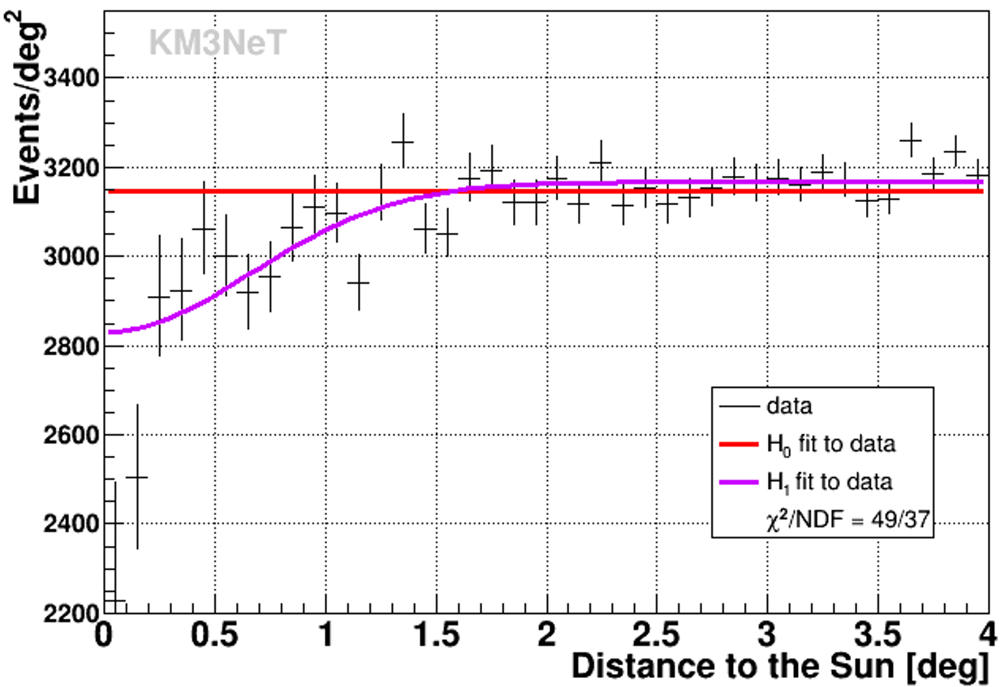 KM3NeT
Events/deg²
3400
3200
3000
2800
2600
2400
2200
data
H₀ fit to data
H₁ fit to data
χ²/NDF = 49/37
0 0.5 1 1.5 2 2.5 3 3.5 4
Distance to the Sun [deg]